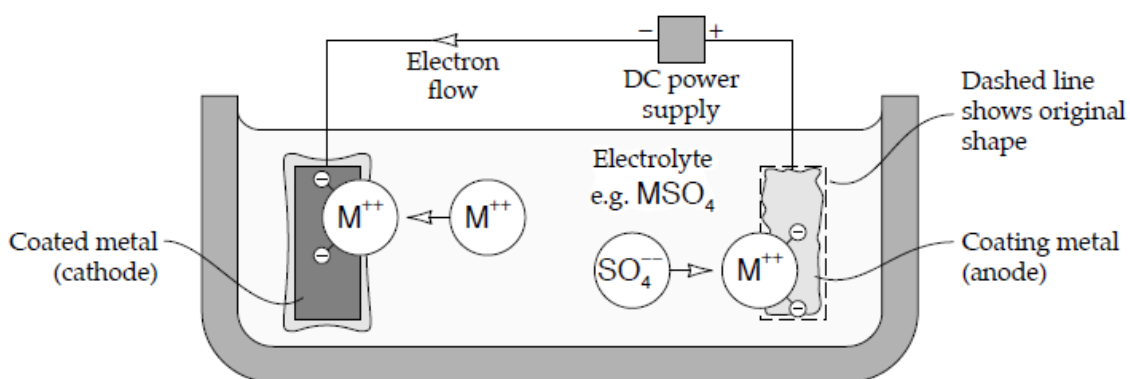 − +
Electron
flow
DC power
supply
Dashed line
shows original
shape
Electrolyte
e.g. MSO₄
M⁺⁺
M⁺⁺
SO₄⁻⁻
M⁺⁺
−
−
−
−
Coated metal
(cathode)
Coating metal
(anode)